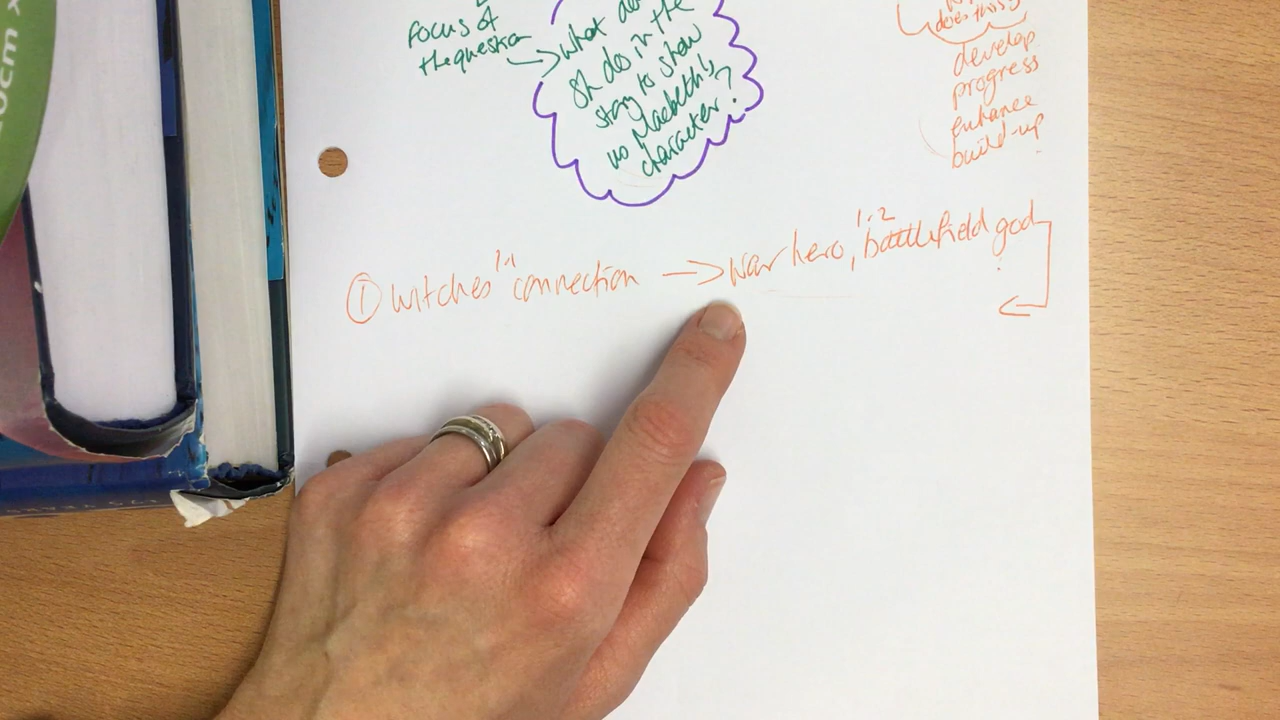 focus of
the question
what
Sh do in the
story to show
us Macbeth's
character?
does this?
develop
progress
enhance
build-up
① witches 1.1 connection → war hero, 1.2 battlefield god